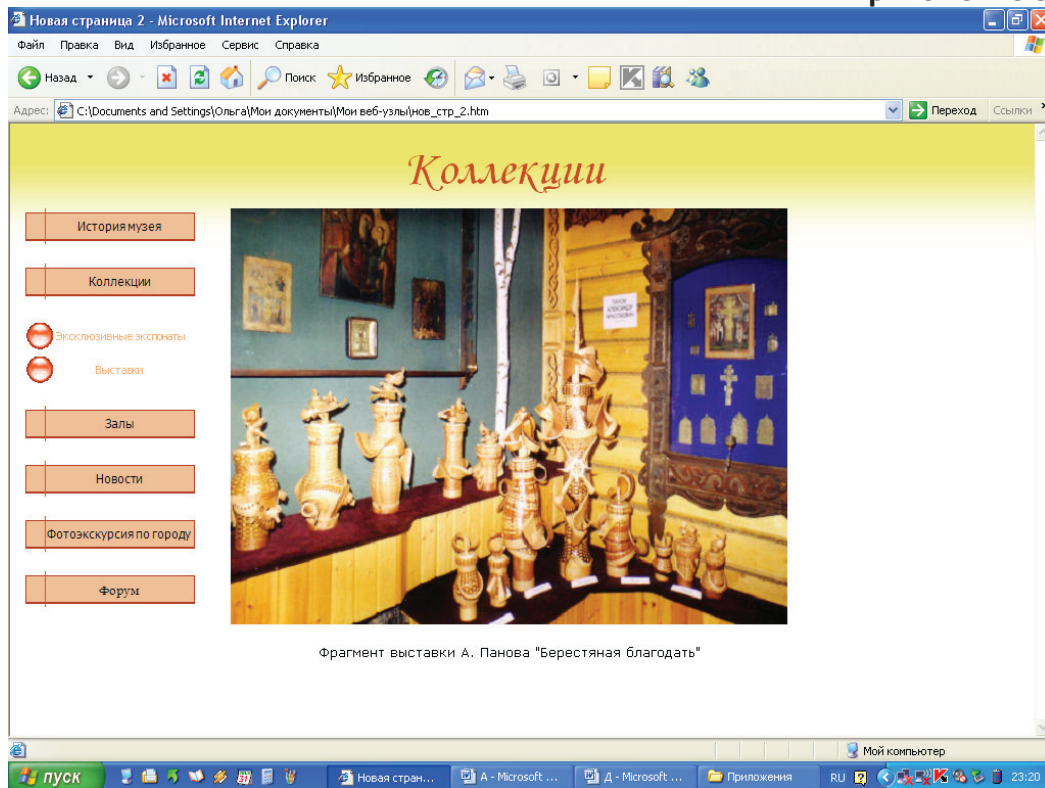 Новая страница 2 - Microsoft Internet Explorer
Файл Правка Вид Избранное Сервис Справка
Назад Поиск Избранное
Адрес: C:\Documents and Settings\Ольга\Мои документы\Мои веб-узлы\нов_стр_2.htm Переход Ссылки
Коллекции
История музея
Коллекции
Эксклюзивные экспонаты
Выставки
Залы
Новости
Фотоэкскурсия по городу
Форум
Фрагмент выставки А. Панова "Берестяная благодать"
Мой компьютер
пуск Новая стран... А - Microsoft ... Д - Microsoft ... Приложения RU 23:20